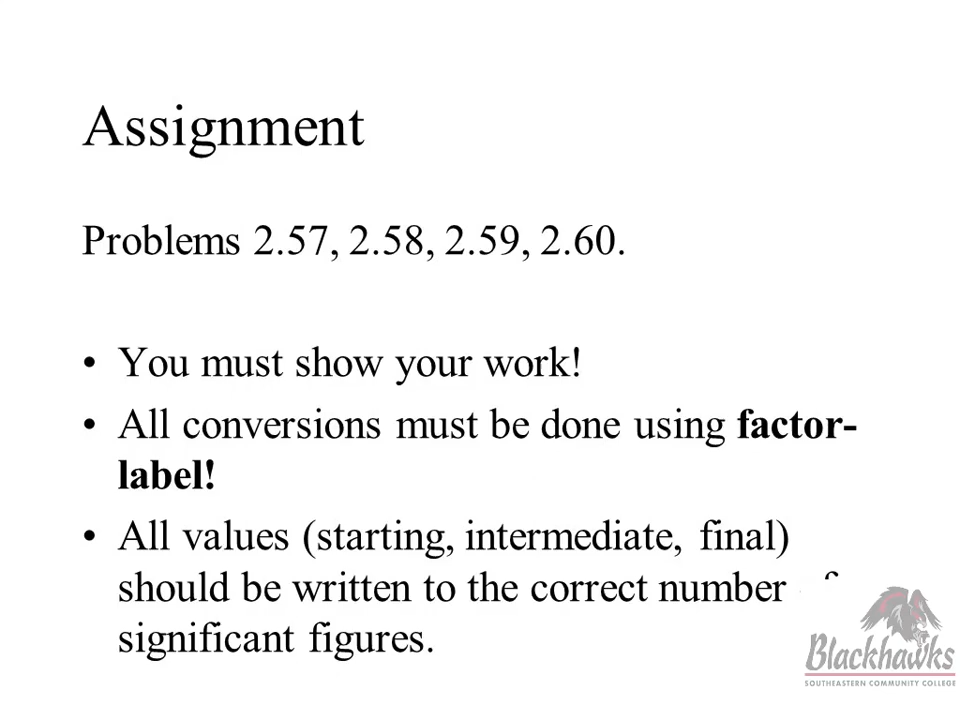 Assignment
Problems 2.57, 2.58, 2.59, 2.60.
• You must show your work!
• All conversions must be done using factor-
label!
• All values (starting, intermediate, final)
should be written to the correct number
significant figures.
Blackhawks
SOUTHEASTERN COMMUNITY COLLEGE